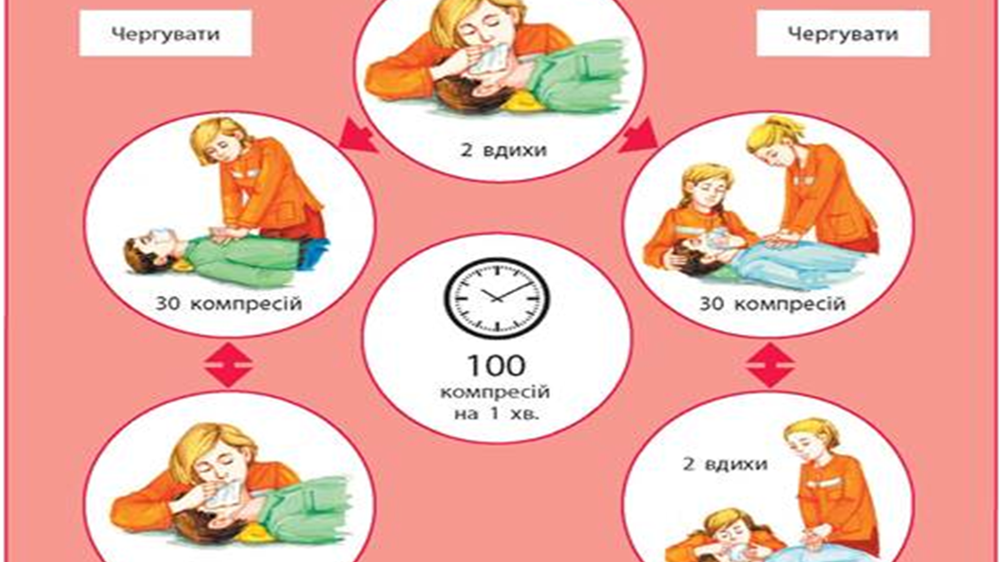 Чергувати
Чергувати
2 вдихи
30 компресій
30 компресій
100
компресій
на 1 хв.
2 вдихи